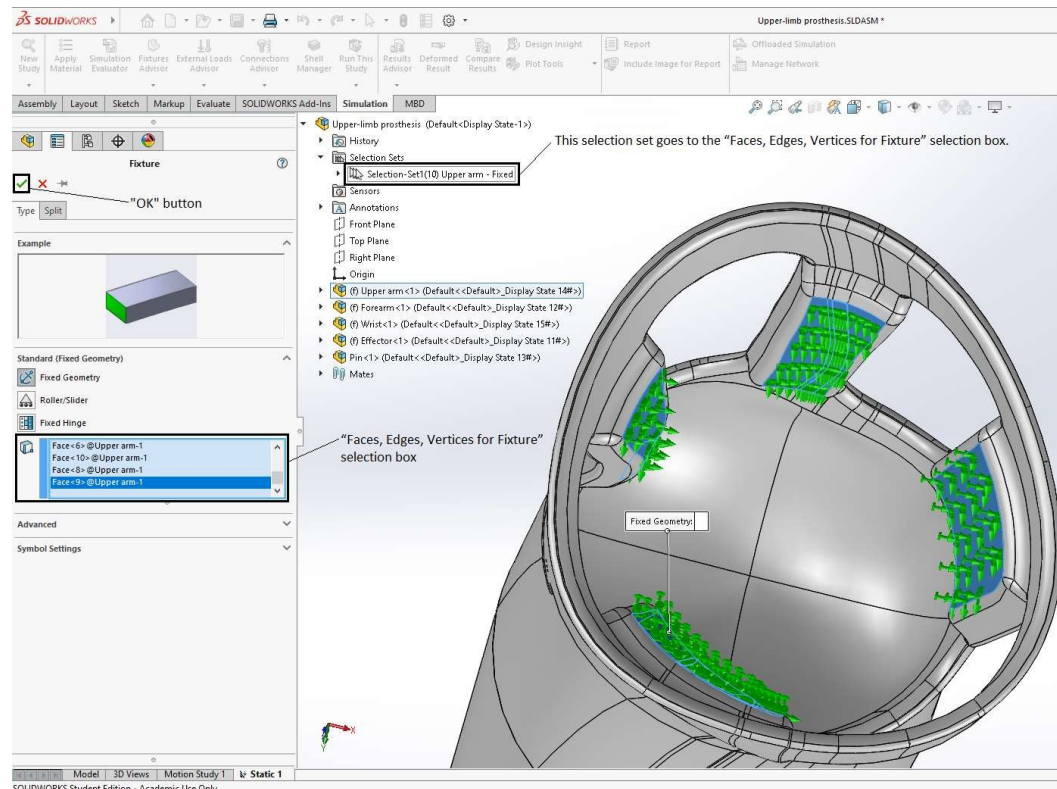 SOLIDWORKS
Upper-limb prosthesis.SLDASM *
New Study
Apply Material
Simulation Evaluator
Fixtures Advisor
External Loads Advisor
Connections Advisor
Shell Manager
Run This Study
Results Advisor
Deformed Result
Compare Results
Design Insight
Plot Tools
Report
Include Image for Report
Offloaded Simulation
Manage Network
Assembly Layout Sketch Markup Evaluate SOLIDWORKS Add-Ins Simulation MBD
Fixture
"OK" button
Type Split
Example
Standard (Fixed Geometry)
Fixed Geometry
Roller/Slider
Fixed Hinge
Face<6>@Upper arm-1
Face<10>@Upper arm-1
Face<8>@Upper arm-1
Face<9>@Upper arm-1
Advanced
Symbol Settings
Upper-limb prosthesis (Default<Display State-1>)
History
Selection Sets
Selection-Set1(10) Upper arm - Fixed
Sensors
Annotations
Front Plane
Top Plane
Right Plane
Origin
(f) Upper arm<1> (Default<<Default>_Display State 14#>)
(f) Forearm<1> (Default<<Default>_Display State 12#>)
(f) Wrist<1> (Default<<Default>_Display State 15#>)
(f) Effector<1> (Default<<Default>_Display State 11#>)
Pin<1> (Default<<Default>_Display State 13#>)
Mates
This selection set goes to the “Faces, Edges, Vertices for Fixture” selection box.
“Faces, Edges, Vertices for Fixture”
selection box
Fixed Geometry:
X
Y
Model 3D Views Motion Study 1 Static 1
SOLIDWORKS Student Edition - Academic Use Only